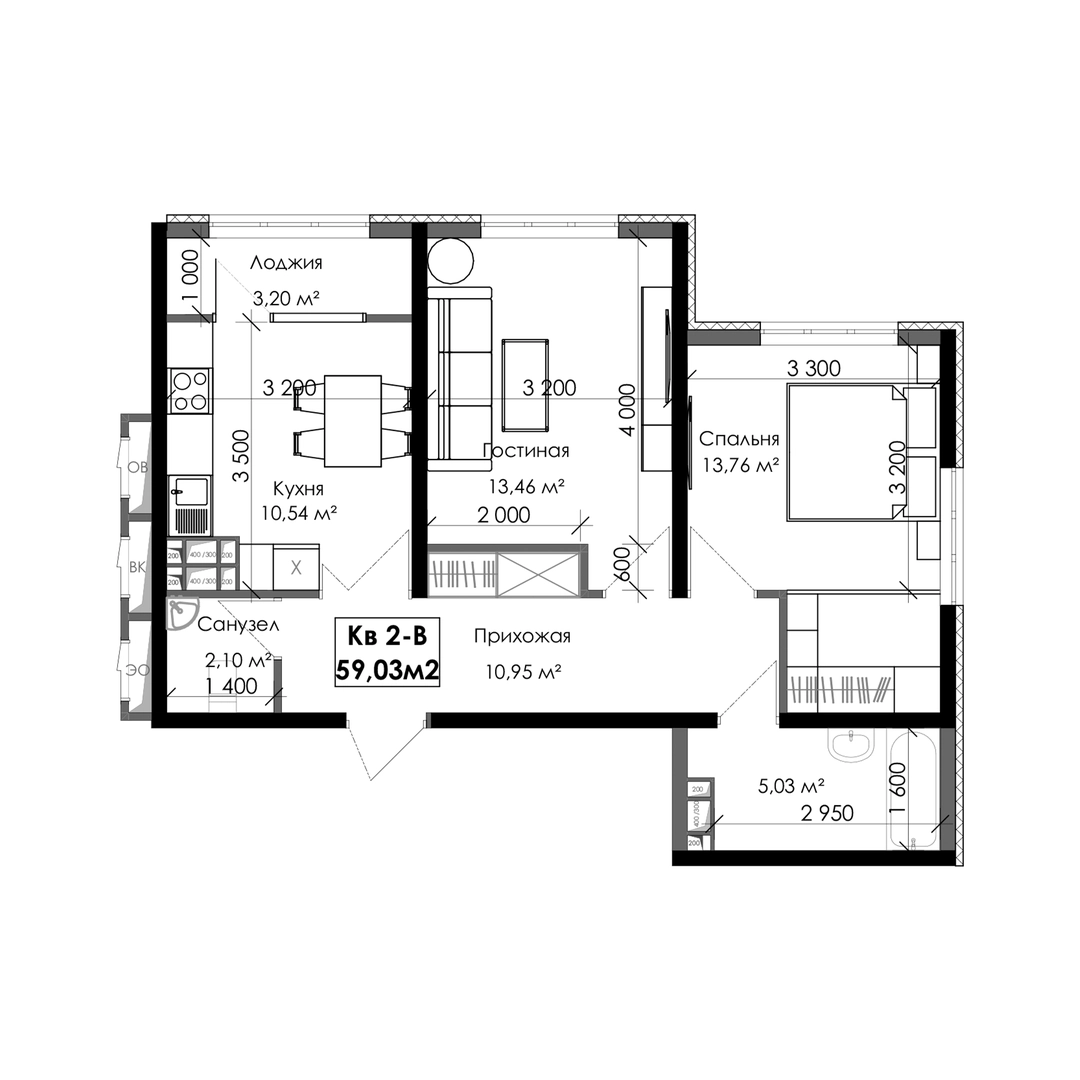 Лоджия
3,20 м²
1 000
3 200
3 500
Кухня
10,54 м²
3 200
4 000
Гостиная
13,46 м²
2 000
600
3 300
Спальня
13,76 м²
3 200
ОВ
ВК
ЭО
200
400/300
200
200
400/300
200
X
Санузел
2,10 м²
1 400
Кв 2-В
59,03м2
Прихожая
10,95 м²
5,03 м²
2 950
1 600
200
400/300
200